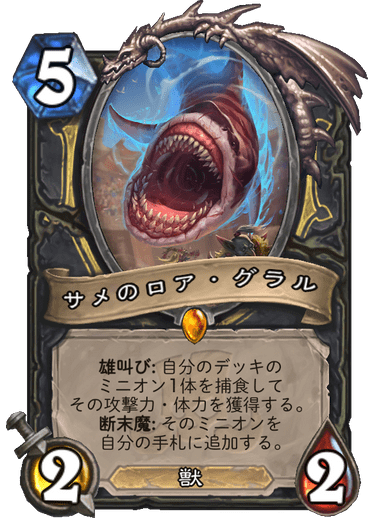 5
サメのロア・グラル
雄叫び: 自分のデッキの
ミニオン1体を捕食して
その攻撃力・体力を獲得する。
断末魔: そのミニオンを
自分の手札に追加する。
獣
2
2